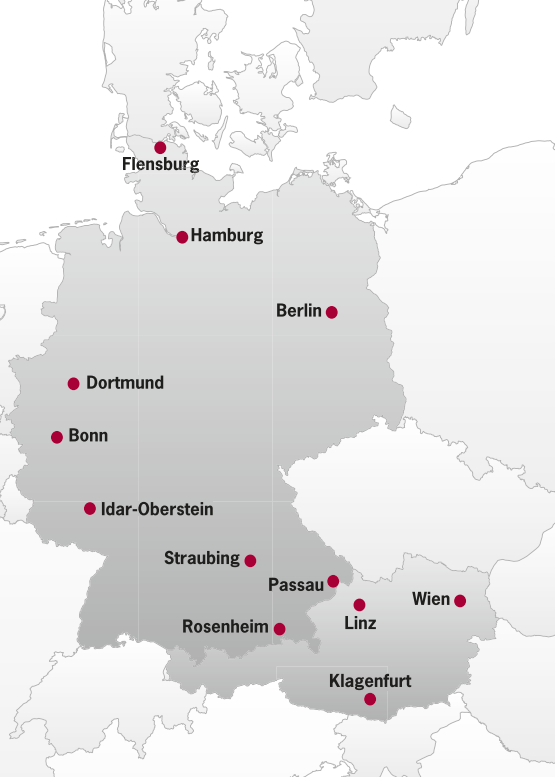 Flensburg
Hamburg
Berlin
Dortmund
Bonn
Idar-Oberstein
Straubing
Passau
Wien
Linz
Rosenheim
Klagenfurt